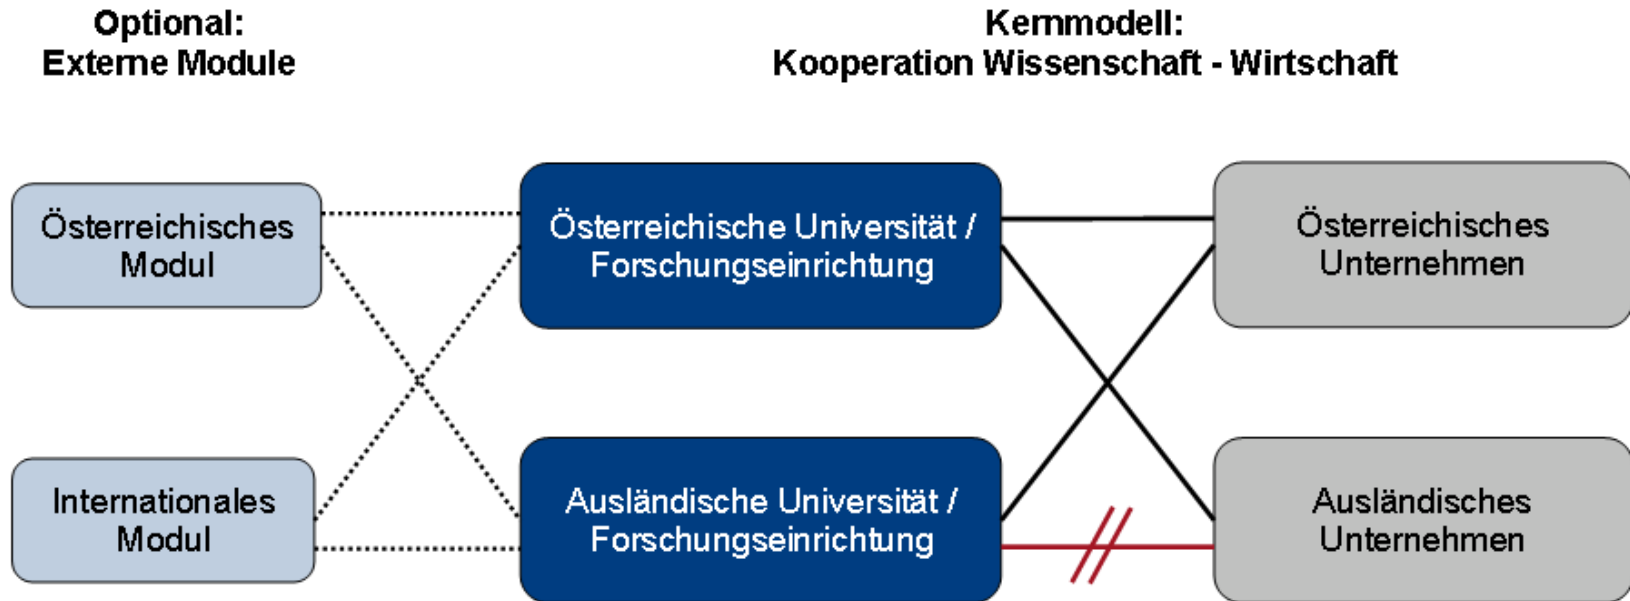 Optional:
Externe Module
Kernmodell:
Kooperation Wissenschaft - Wirtschaft
Österreichisches
Modul
Österreichische Universität /
Forschungseinrichtung
Österreichisches
Unternehmen
Internationales
Modul
Ausländische Universität /
Forschungseinrichtung
Ausländisches
Unternehmen